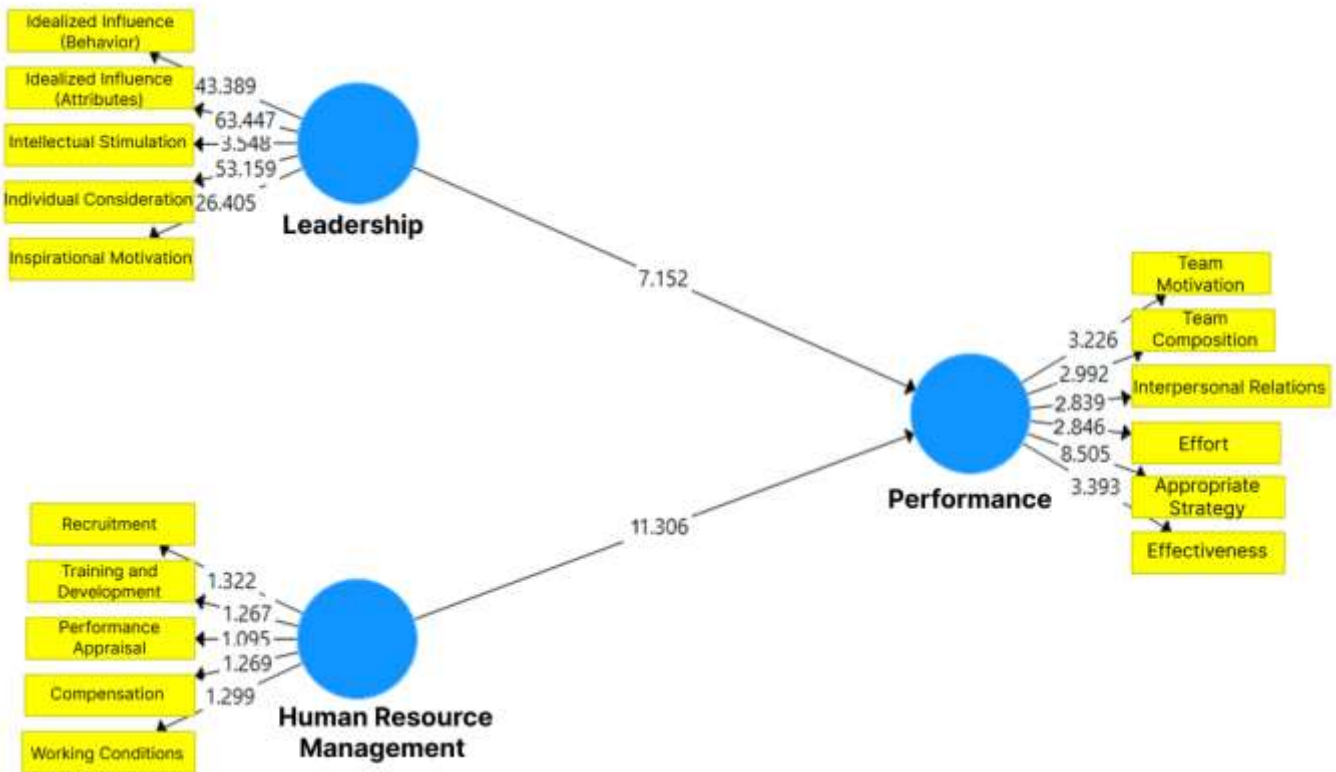 Idealized Influence
(Behavior)
43.389
Idealized Influence
(Attributes)
63.447
Intellectual Stimulation
3.548
53.159
Individual Consideration
26.405
Inspirational Motivation
Leadership
7.152
Team
Motivation
3.226
Team
Composition
2.992
Interpersonal Relations
2.839
2.846
Effort
8.505
Appropriate
Strategy
3.393
Effectiveness
Performance
11.306
Recruitment
1.322
Training and
Development
1.267
Performance
Appraisal
1.095
1.269
Compensation
1.299
Working Conditions
Human Resource
Management